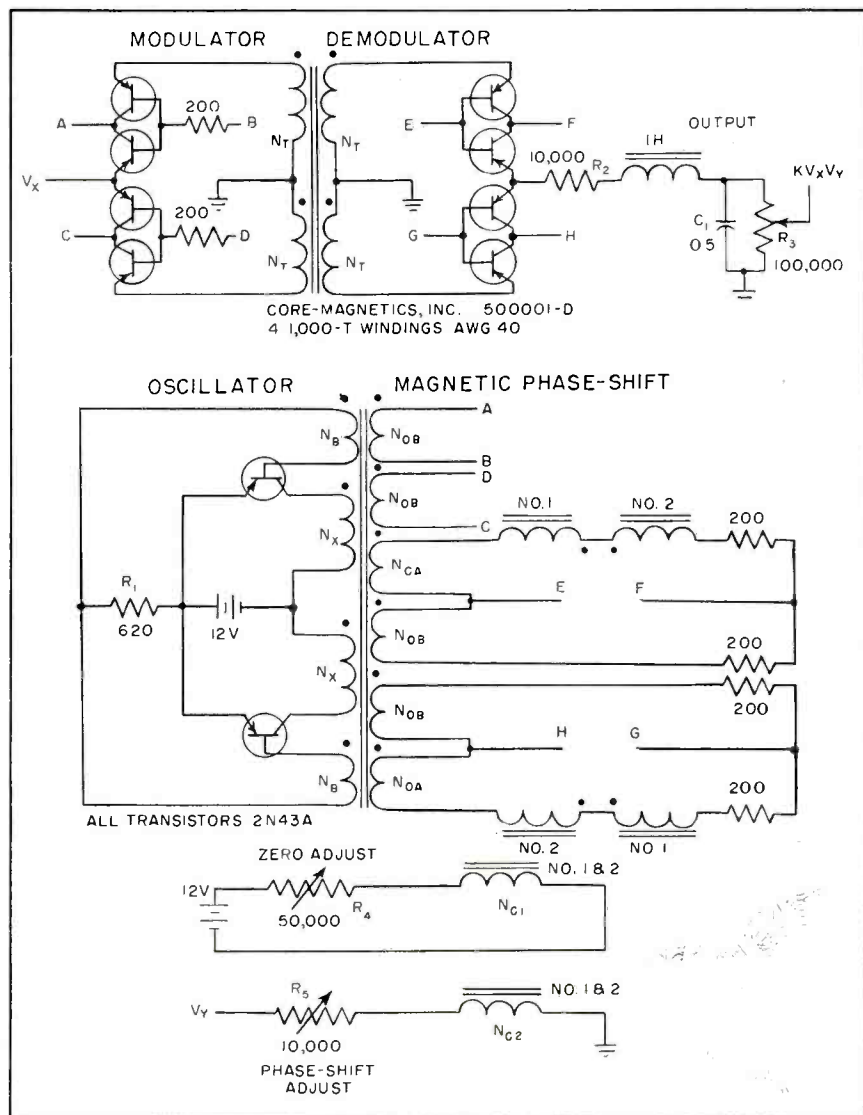 MODULATOR DEMODULATOR
A 200 B
E F
OUTPUT
N_T N_T
10,000 R_2
1H
V_X
KV_XV_Y
200
C D
G H
C_1
05
R_3
100,000
N_T N_T
CORE-MAGNETICS, INC. 500001-D
4 1,000-T WINDINGS AWG 40
OSCILLATOR MAGNETIC PHASE-SHIFT
A
N_B N_OB
B
D
N_OB
NO.1 NO.2 200
C
N_X
N_CA
R_1
E F
620 12V
N_OB
200
N_X
200
N_OB
H G
N_B N_OA
200
ALL TRANSISTORS 2N43A
NO.2 NO 1
ZERO ADJUST
NO. 1 & 2
12V
R_4
50,000
N_C1
R_5
NO. 1 & 2
V_Y
10,000
N_C2
PHASE-SHIFT
ADJUST